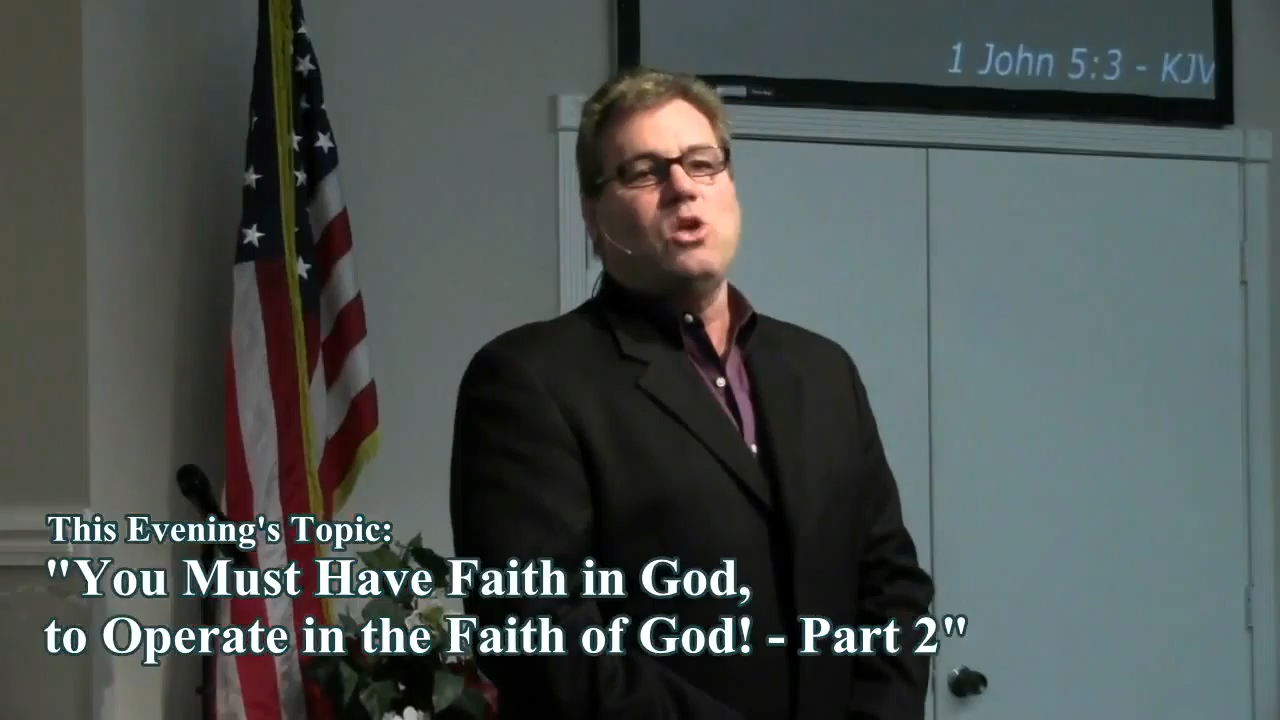 1 John 5:3 - KJV
This Evening's Topic:
"You Must Have Faith in God,
to Operate in the Faith of God! - Part 2"